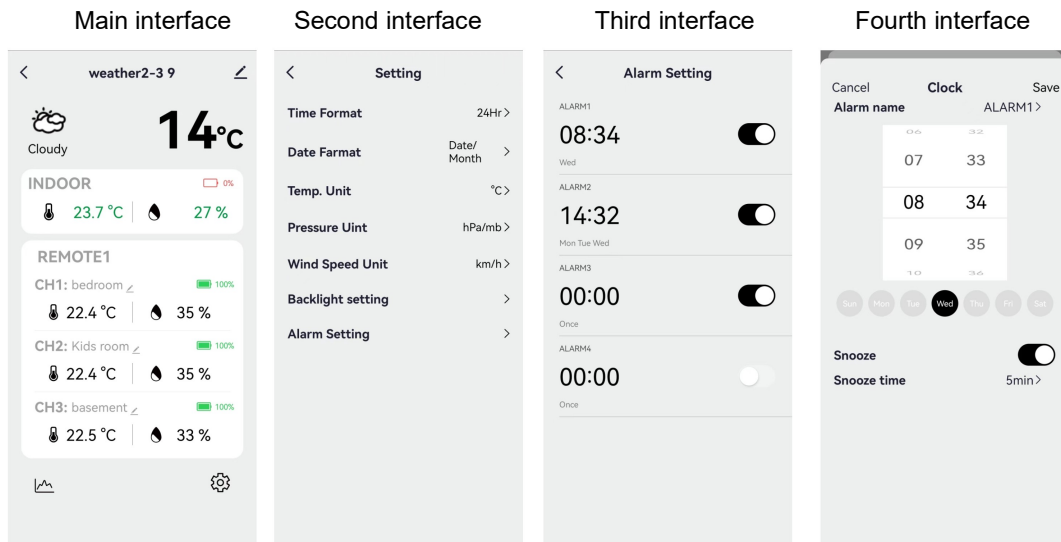 Main interface
Second interface
Third interface
Fourth interface
weather2-3 9
Cloudy
14°C
INDOOR
0%
23.7 °C
27 %
REMOTE1
CH1: bedroom
100%
22.4 °C
35 %
CH2: Kids room
100%
22.4 °C
35 %
CH3: basement
100%
22.5 °C
33 %
Setting
Time Format 24Hr>
Date Farmat Date/
Month >
Temp. Unit °C>
Pressure Uint hPa/mb>
Wind Speed Unit km/h>
Backlight setting >
Alarm Setting >
Alarm Setting
ALARM1
08:34
Wed
ALARM2
14:32
Mon Tue Wed
ALARM3
00:00
Once
ALARM4
00:00
Once
Cancel Clock Save
Alarm name ALARM1>
06 32
07 33
08 34
09 35
10 36
Sun Mon Tue Wed Thu Fri Sat
Snooze
Snooze time 5min>